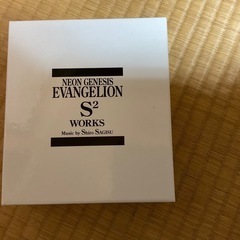 NEON GENESIS
EVANGELION
S²
WORKS
Music by Shiro SAGISU